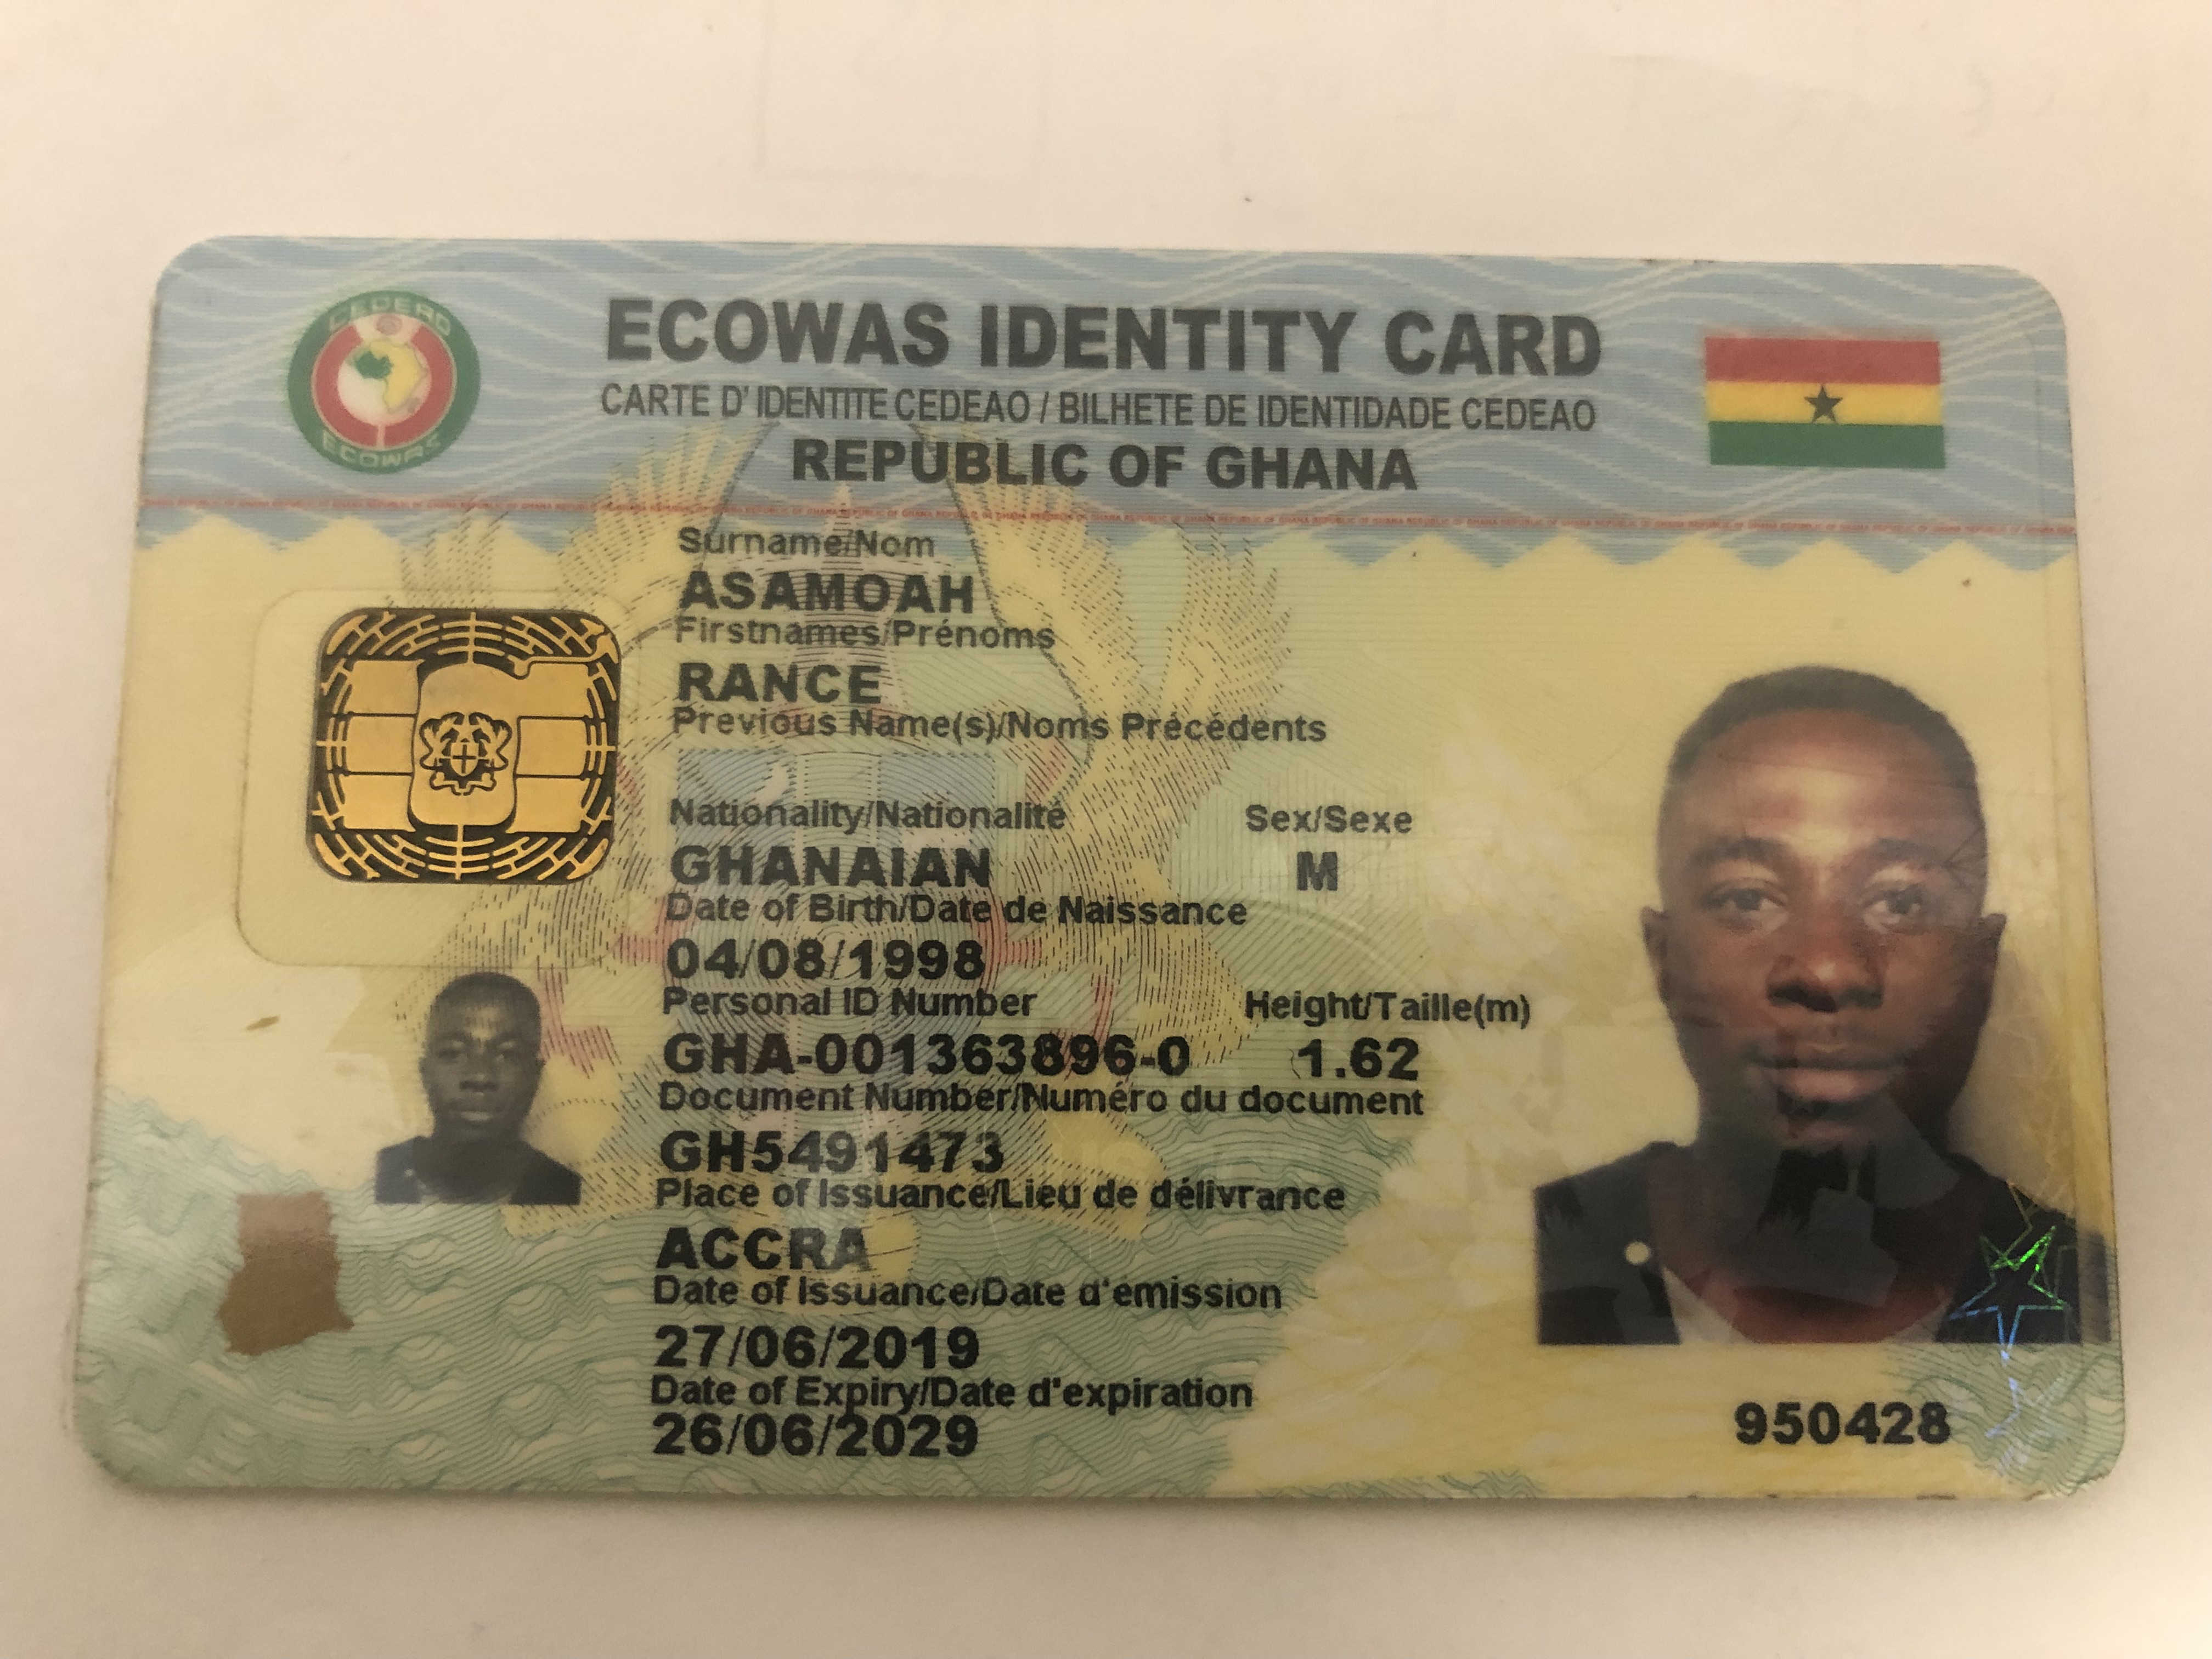 ECOWAS IDENTITY CARD
CARTE D'IDENTITE CEDEAO / BILHETE DE IDENTIDADE CEDEAO
REPUBLIC OF GHANA
CEDEAO
ECOWAS
Surname/Nom
ASAMOAH
Firstnames/Prénoms
RANCE
Previous Name(s)/Noms Précédents
Nationality/Nationalité Sex/Sexe
GHANAIAN M
Date of Birth/Date de Naissance
04/08/1998
Personal ID Number Height/Taille(m)
GHA-001363896-0 1.62
Document Number/Numéro du document
GH5491473
Place of Issuance/Lieu de délivrance
ACCRA
Date of Issuance/Date d'émission
27/06/2019
Date of Expiry/Date d'expiration
26/06/2029
950428